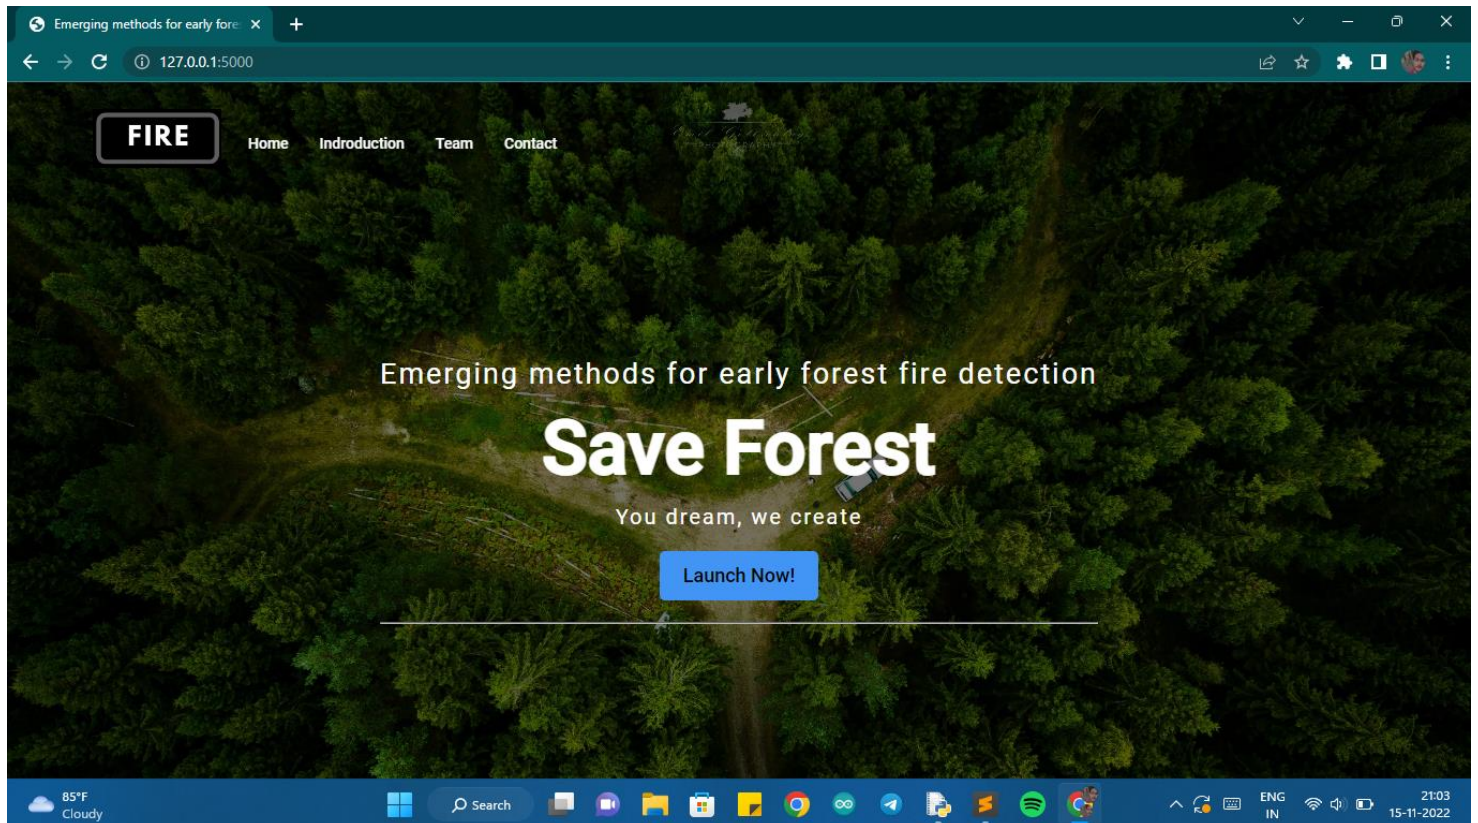 Emerging methods for early fore
127.0.0.1:5000
FIRE
Home Indroduction Team Contact
Emerging methods for early forest fire detection
Save Forest
You dream, we create
Launch Now!
85°F
Cloudy
Search
ENG
IN
21:03
15-11-2022